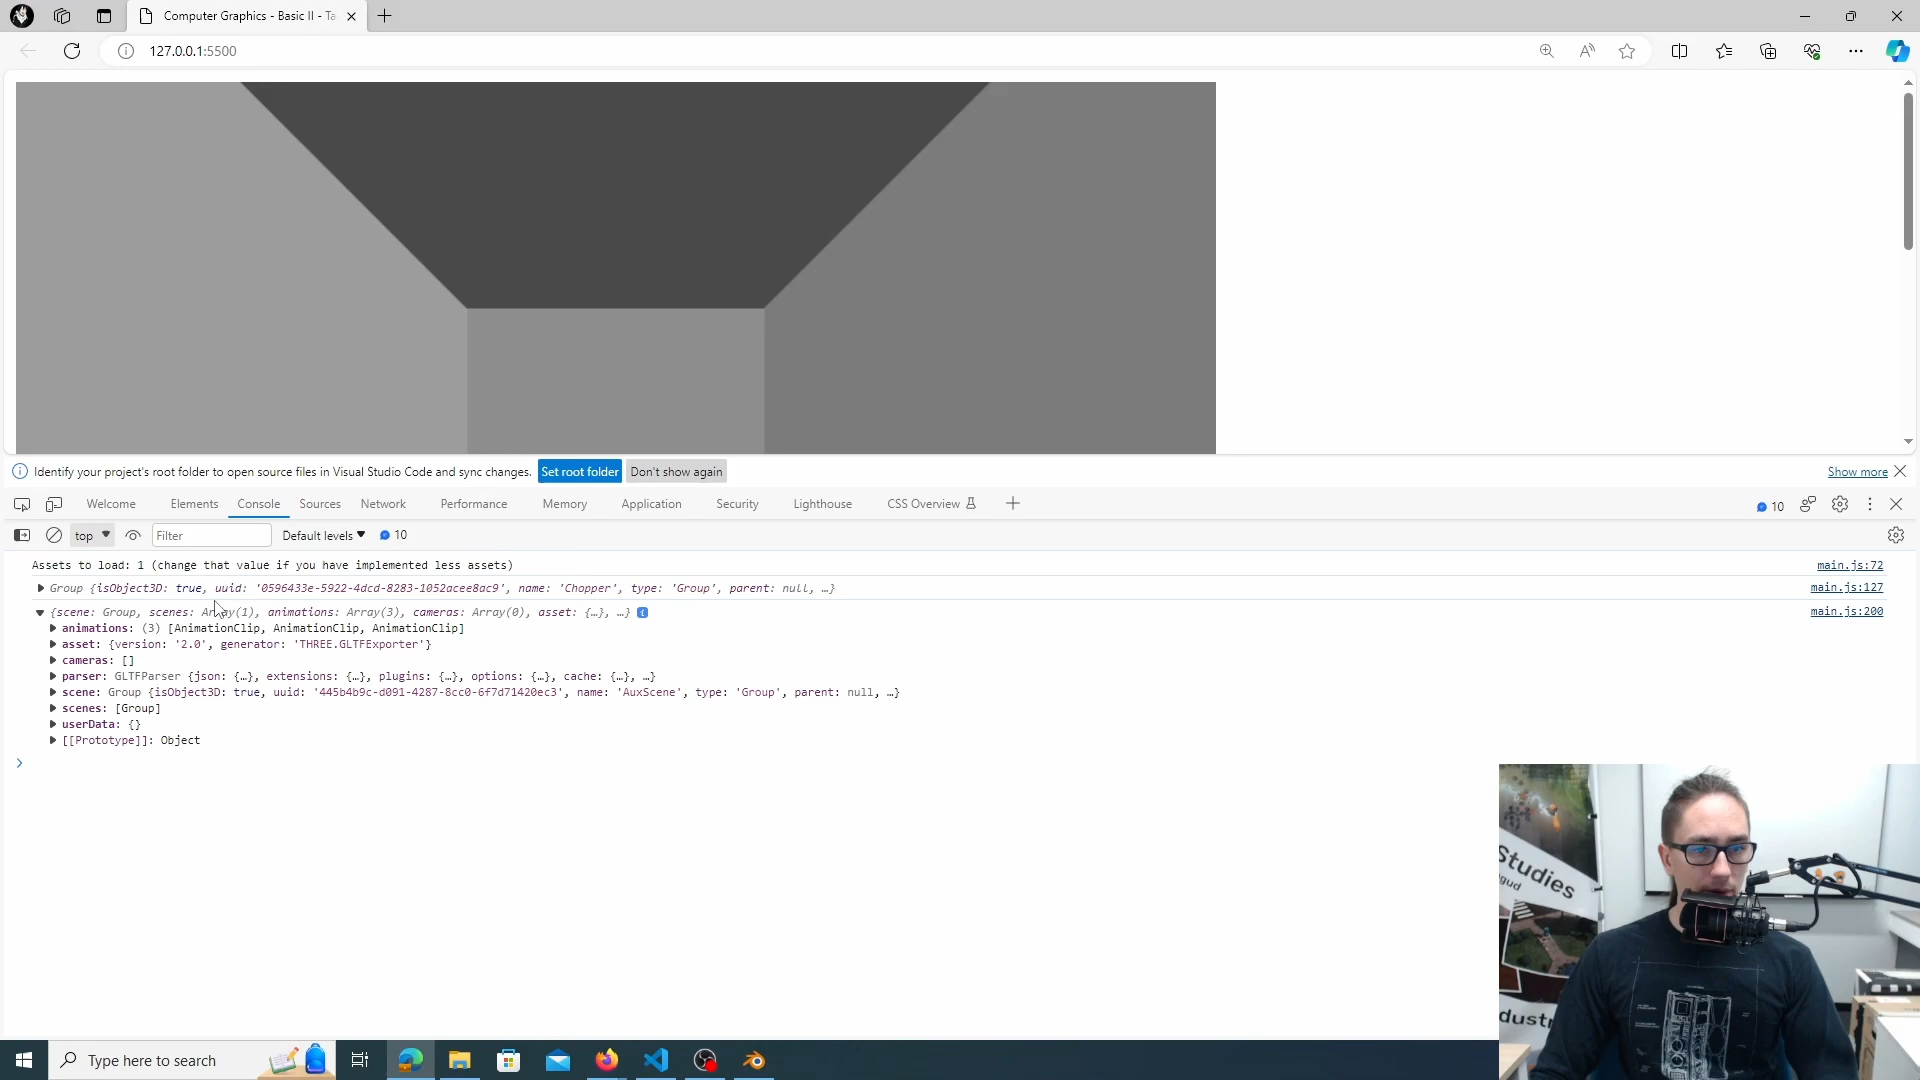 Computer Graphics - Basic II - Ta
127.0.0.1:5500
Identify your project's root folder to open source files in Visual Studio Code and sync changes. Set root folder Don't show again Show more
Welcome Elements Console Sources Network Performance Memory Application Security Lighthouse CSS Overview 10
top Filter Default levels 10
Assets to load: 1 (change that value if you have implemented less assets) main.js:72
Group {isObject3D: true, uuid: '0596433e-5922-4dcd-8283-1052acee8ac9', name: 'Chopper', type: 'Group', parent: null, …} main.js:127
{scene: Group, scenes: Array(1), animations: Array(3), cameras: Array(0), asset: {…}, …} main.js:200
animations: (3) [AnimationClip, AnimationClip, AnimationClip]
asset: {version: '2.0', generator: 'THREE.GLTFExporter'}
cameras: []
parser: GLTFParser {json: {…}, extensions: {…}, plugins: {…}, options: {…}, cache: {…}, …}
scene: Group {isObject3D: true, uuid: '445b4b9c-d091-4287-8cc0-6f7d71420ec3', name: 'AuxScene', type: 'Group', parent: null, …}
scenes: [Group]
userData: {}
[[Prototype]]: Object
Studies
gud
dust
Type here to search